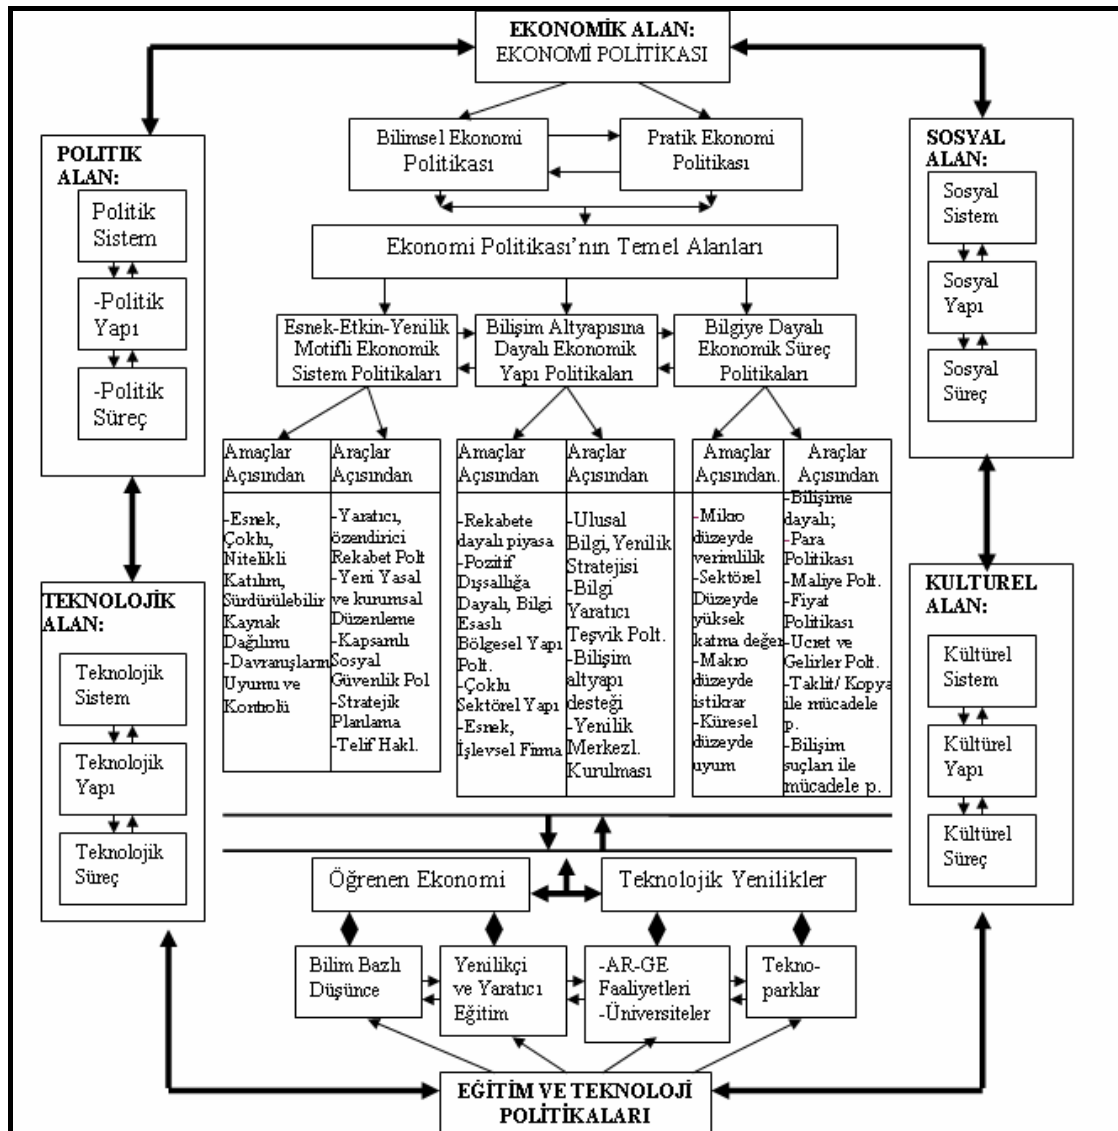 EKONOMİK ALAN:
EKONOMİ POLİTİKASI
Bilimsel Ekonomi
Politikası
Pratik Ekonomi
Politikası
POLITIK
ALAN:
Politik
Sistem
-Politik
Yapı
-Politik
Süreç
SOSYAL
ALAN:
Sosyal
Sistem
Sosyal
Yapı
Sosyal
Süreç
Ekonomi Politikası'nın Temel Alanları
Esnek-Etkin-Yenilik
Motifli Ekonomik
Sistem Politikaları
Bilişim Altyapısına
Dayalı Ekonomik
Yapı Politikaları
Bilgiye Dayalı
Ekonomik Süreç
Politikaları
Amaçlar
Açısından
-Esnek,
Çoklu,
Nitelikli
Katılım,
Sürdürülebilir
Kaynak
Dağılımı
-Davranışların
Uyumu ve
Kontrolü
Araçlar
Açısından
-Yaratıcı,
özendirici
Rekabet Polt
-Yeni Yasal
ve kurumsal
Düzenleme
-Kapsamlı
Sosyal
Güvenlik Pol
-Stratejik
Planlama
-Telif Hakl.
Amaçlar
Açısından
-Rekabete
dayalı piyasa
-Pozitif
Dışsallığa
Dayalı, Bilgi
Esaslı
Bölgesel Yapı
Polt.
-Çoklu
Sektörel Yapı
-Esnek,
İşlevsel Firma
Araçlar
Açısından
-Ulusal
Bilgi, Yenilik
Stratejisi
-Bilgi
Yaratıcı
Teşvik Polt.
-Bilişim
altyapı
desteği
-Yenilik
Merkezl.
Kurulması
Amaçlar
Açısından.
-Mikro
düzeyde
verimlilik
-Sektörel
Düzeyde
yüksek
katma değer
-Makro
düzeyde
istikrar
-Küresel
düzeyde
uyum
Araçlar
Açısından
-Bilişime
dayalı;
-Para
Politikası
-Maliye Polt.
-Fiyat
Politikası
-Ucret ve
Gelirler Polt.
-Taklit/ Kopya
ile mücadele
p.
-Bilişim
suçları ile
mücadele p.
TEKNOLOJİK
ALAN:
Teknolojik
Sistem
Teknolojik
Yapı
Teknolojik
Süreç
KULTUREL
ALAN:
Kültürel
Sistem
Kültürel
Yapı
Kültürel
Süreç
Öğrenen Ekonomi
Teknolojik Yenilikler
Bilim Bazlı
Düşünce
Yenilikçi
ve Yaratıcı
Eğitim
-AR-GE
Faaliyetleri
-Üniversiteler
Tekno-
parklar
EĞİTİM VE TEKNOLOJİ
POLİTİKALARI